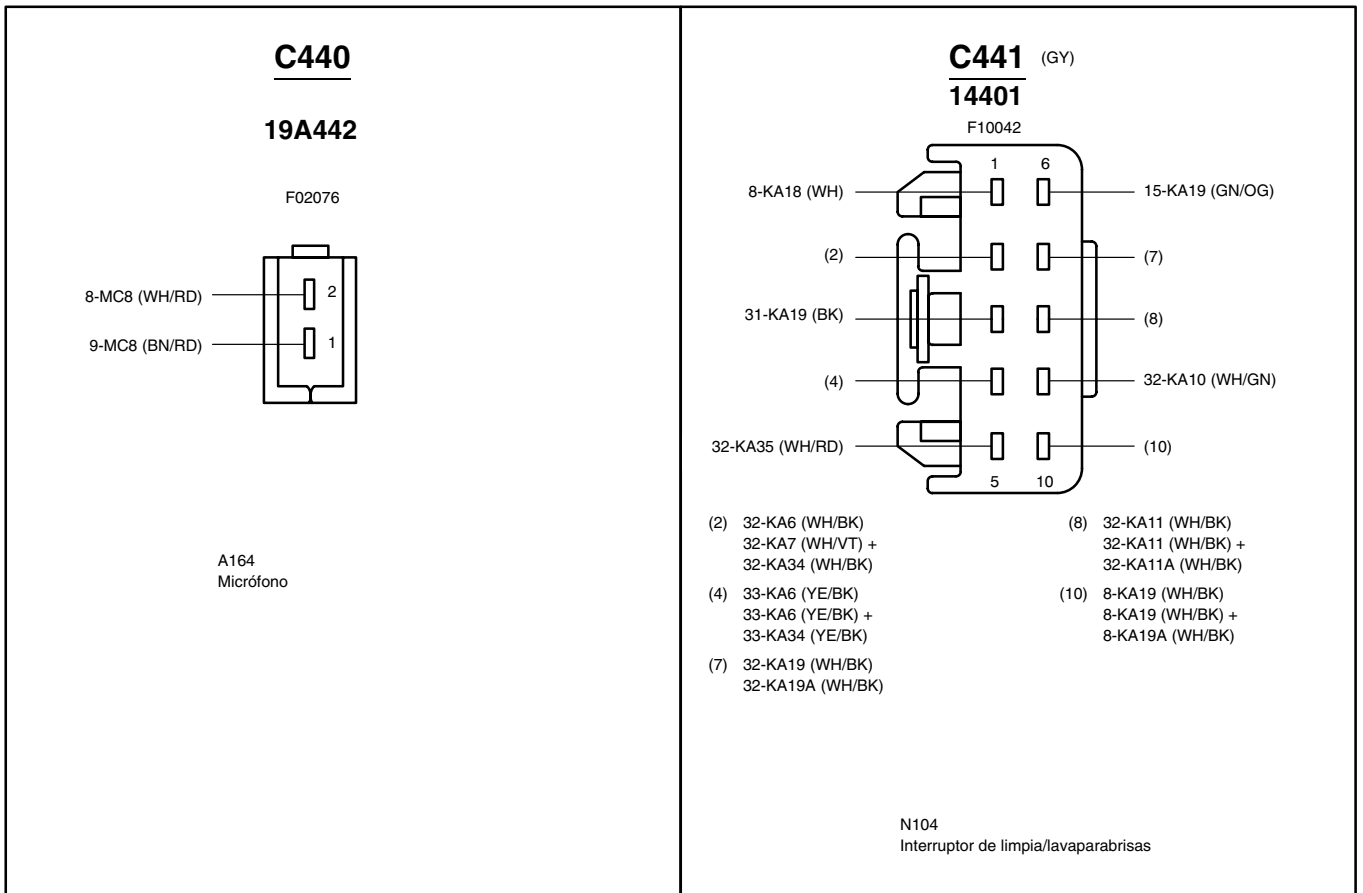 C440
19A442
F02076
8-MC8 (WH/RD)
2
9-MC8 (BN/RD)
1
A164
Micrófono
C441 (GY)
14401
F10042
1 6
8-KA18 (WH) 15-KA19 (GN/OG)
(2) (7)
31-KA19 (BK) (8)
(4) 32-KA10 (WH/GN)
32-KA35 (WH/RD) (10)
5 10
(2) 32-KA6 (WH/BK)
32-KA7 (WH/VT) +
32-KA34 (WH/BK)
(4) 33-KA6 (YE/BK)
33-KA6 (YE/BK) +
33-KA34 (YE/BK)
(7) 32-KA19 (WH/BK)
32-KA19A (WH/BK)
(8) 32-KA11 (WH/BK)
32-KA11 (WH/BK) +
32-KA11A (WH/BK)
(10) 8-KA19 (WH/BK)
8-KA19 (WH/BK) +
8-KA19A (WH/BK)
N104
Interruptor de limpia/lavaparabrisas